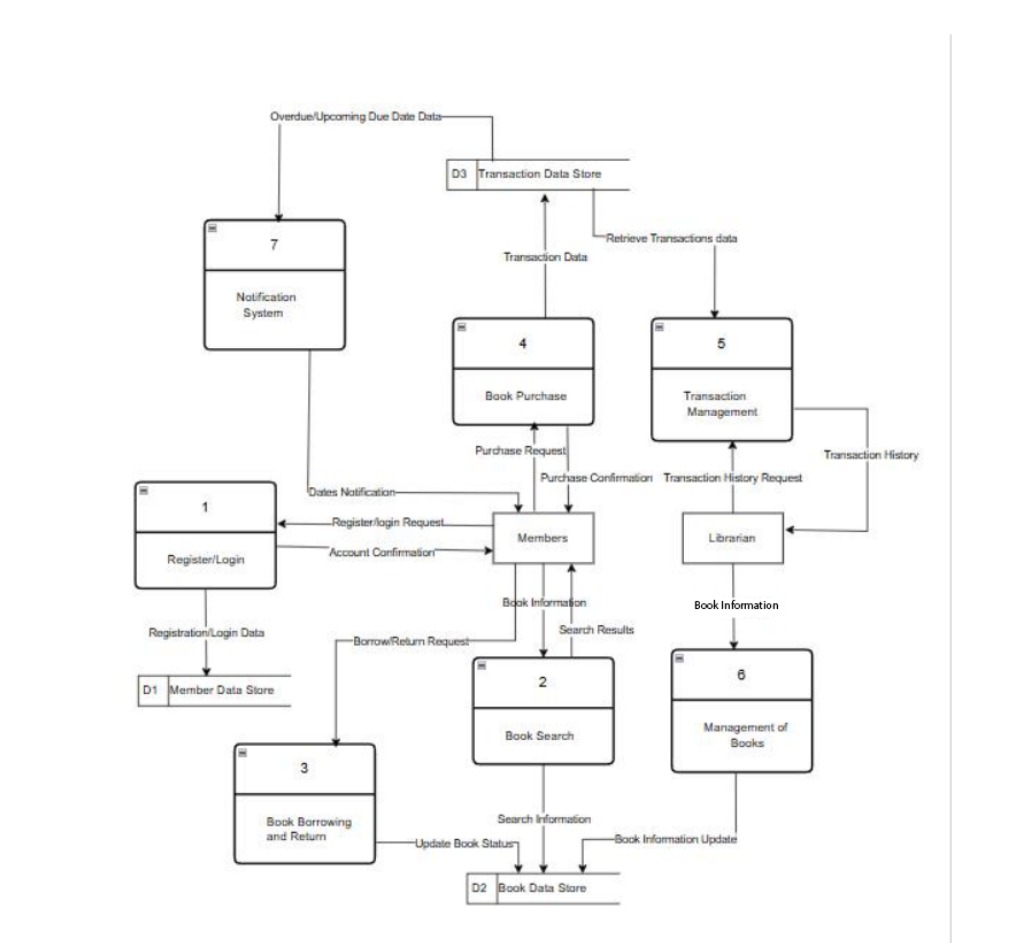 Overdue/Upcoming Due Date Data
D3 Transaction Data Store
7
Retrieve Transactions data
Transaction Data
Notification
System
4
5
Book Purchase
Transaction
Management
Purchase Request
Transaction History
Purchase Confirmation
Transaction History Request
Dates Notification
1
Register/login Request
Members
Librarian
Account Confirmation
Register/Login
Book Information
Book Information
Registration/Login Data
Search Results
Borrow/Return Request
2
6
D1 Member Data Store
Book Search
Management of
Books
3
Book Borrowing
and Return
Search Information
Update Book Status
Book Information Update
D2 Book Data Store